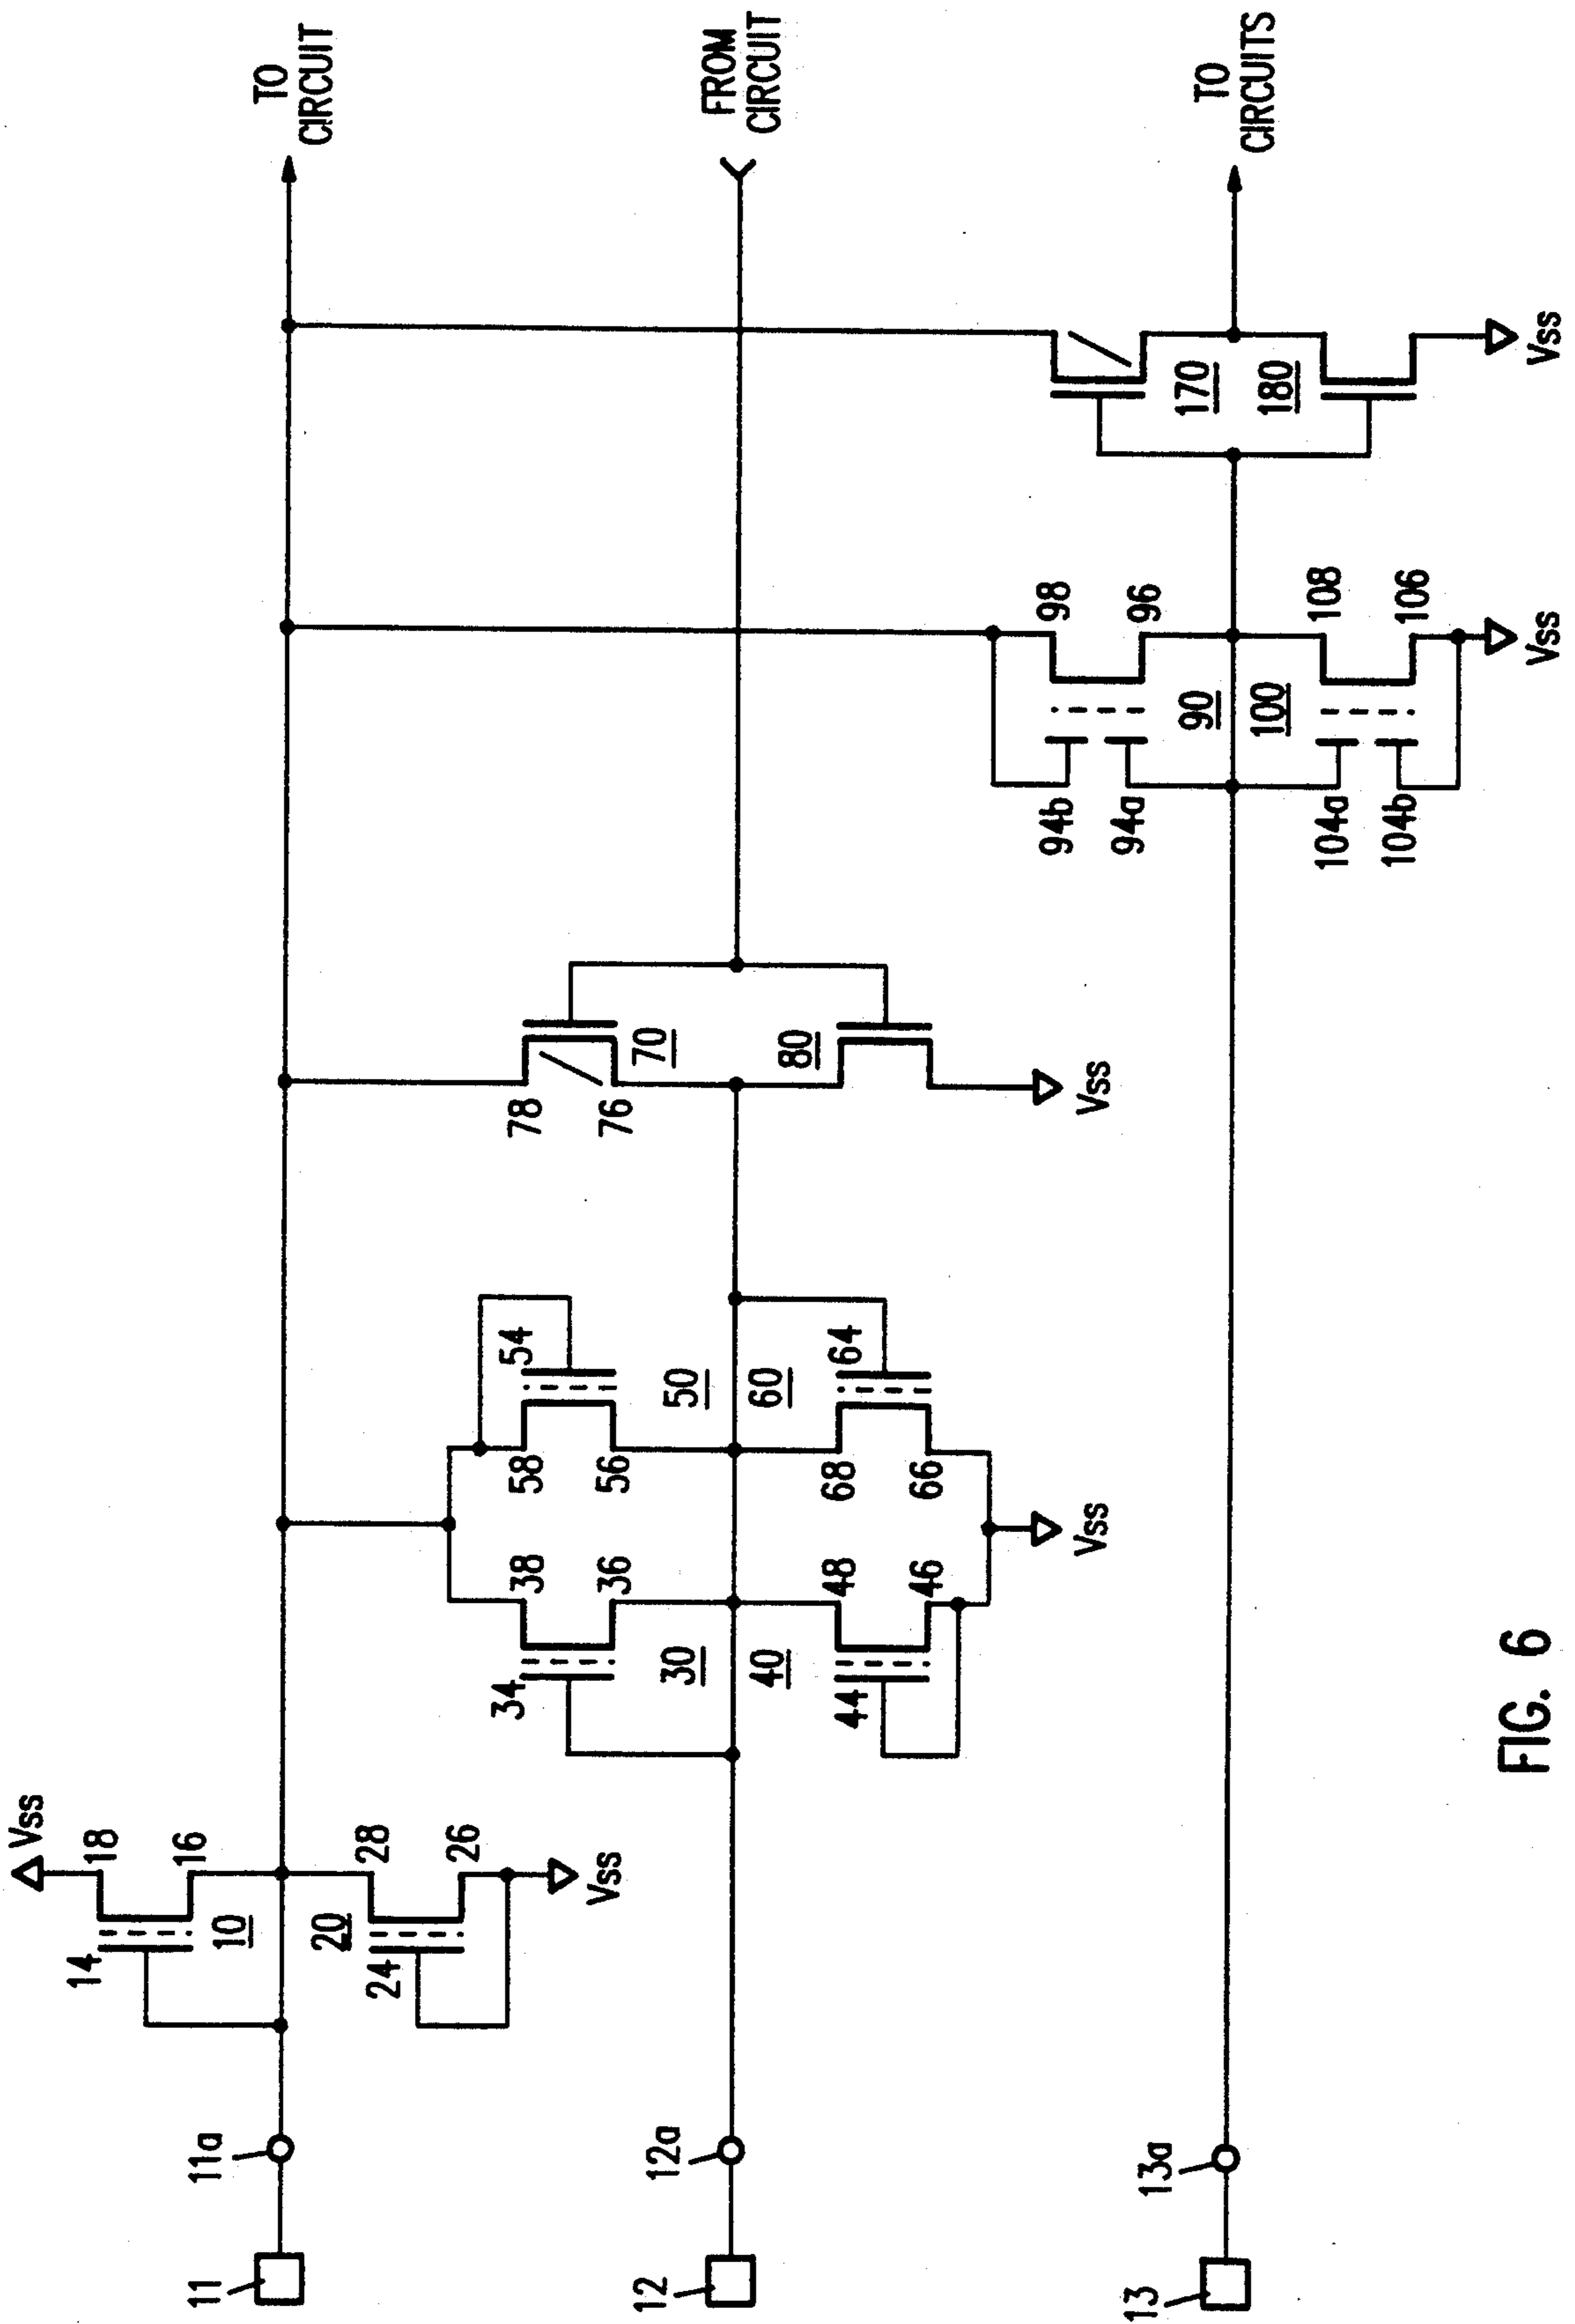 TO
CIRCUIT
FROM
CIRCUIT
TO
CIRCUITS
Vss
18
14
16
10
28
20
24
26
Vss
11
11a
38
34
36
30
54
58
50
56
48
40
44
46
64
60
68
66
Vss
12
12a
78
70
76
80
Vss
98
94b
96
94a
90
108
100
104a
106
104b
Vss
170
180
Vss
13
13a
FIG. 6